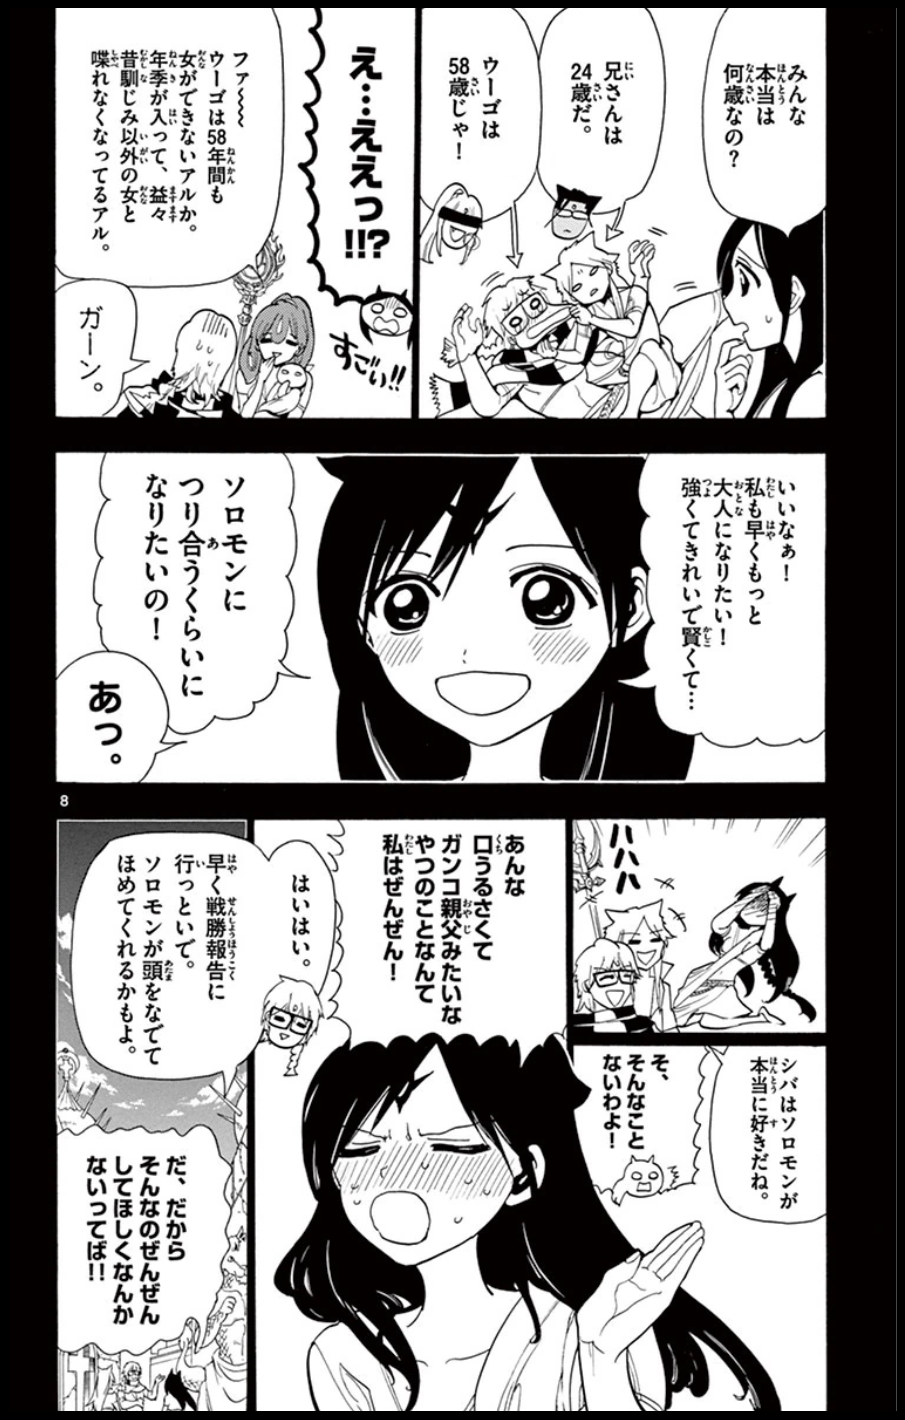 みんな
本当は
何歳なの？
兄さんは
24歳だ。
ウーゴは
58歳じゃ！
え…ええっ!!?
すごい!!
ファ〜〜〜
ウーゴは58年間も
女ができないアルか。
年季が入って、益々
昔馴じみ以外の女と
喋れなくなってるアル。
ガーン。
いいなぁ！
私も早くもっと
大人になりたい！
強くてきれいで賢くて…
ソロモンに
つり合うくらいに
なりたいの！
あっ。
8
ハハハ
シバはソロモンが
本当に好きだね。
そ、
そんなこと
ないわよ！
あんな
口うるさくて
ガンコ親父みたいな
やつのことなんて
私はぜんぜん！
はいはい。
早く戦勝報告に
行っといで。
ソロモンが頭をなでて
ほめてくれるかもよ。
だ、だから
そんなのぜんぜん
してほしくなんか
ないってば!!